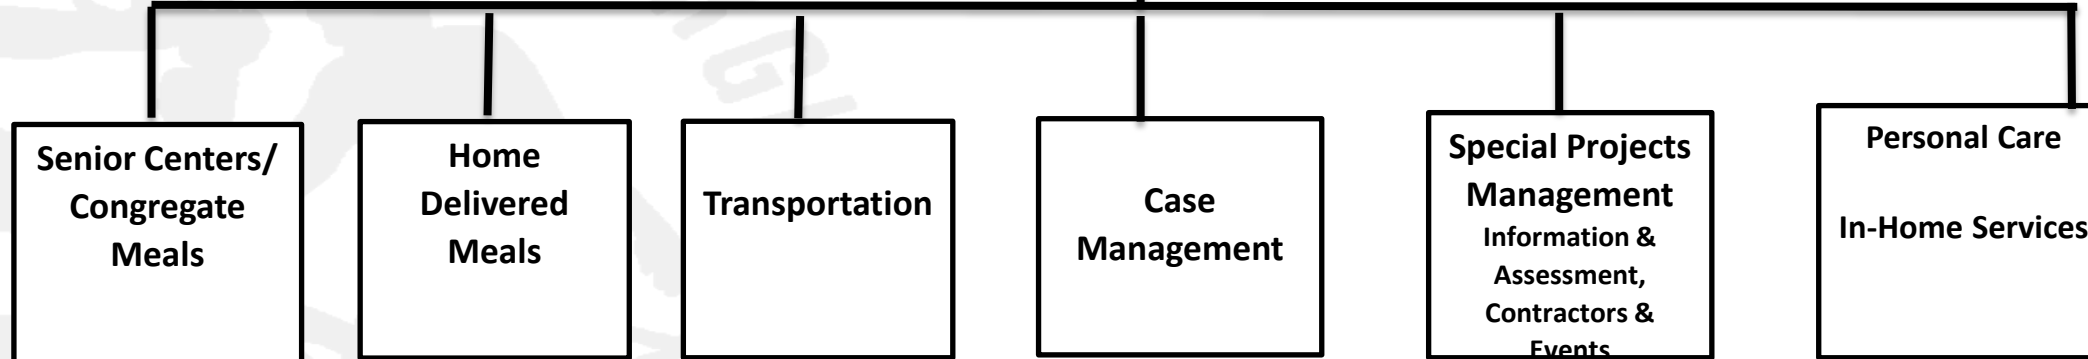 Senior Centers/
Congregate
Meals
Home
Delivered
Meals
Transportation
Case
Management
Special Projects
Management
Information &
Assessment,
Contractors &
Events
Personal Care
In-Home Services